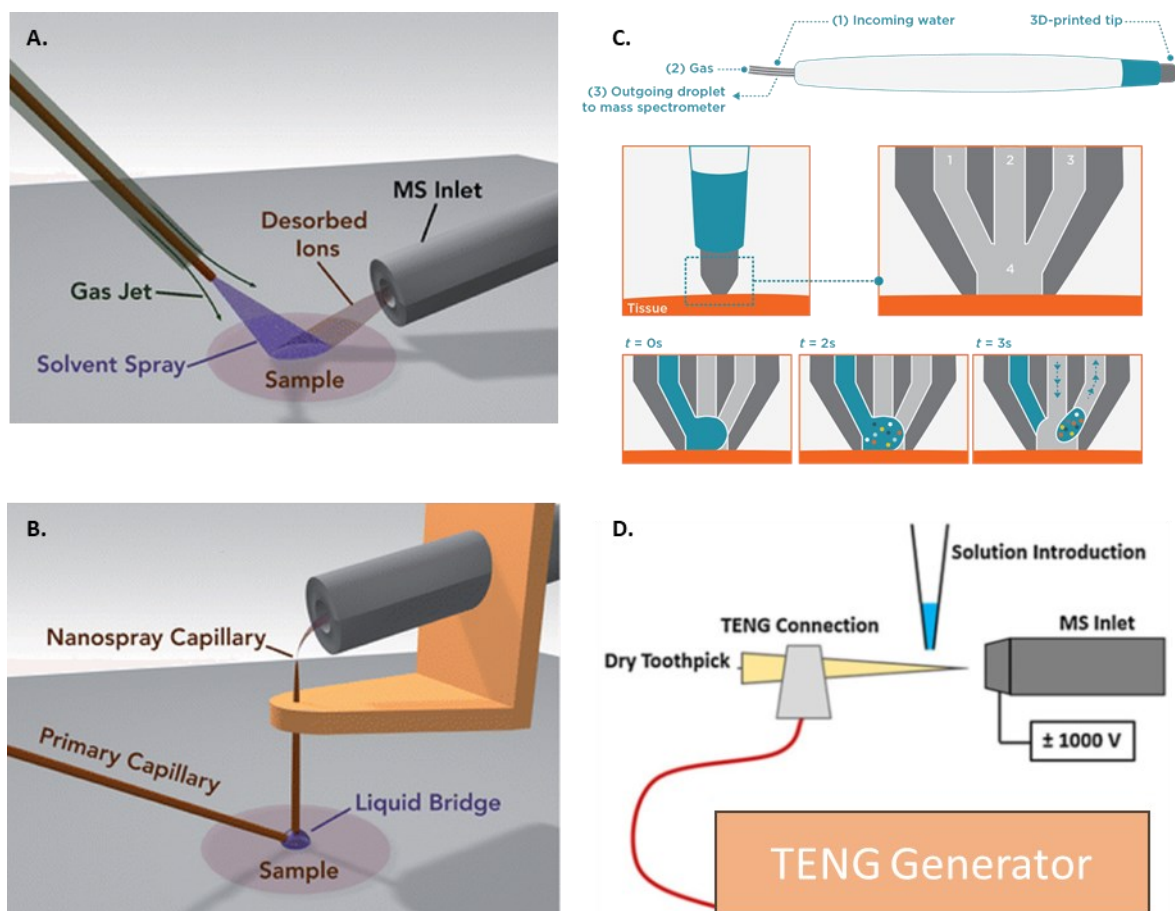 A.
MS Inlet
Desorbed
Ions
Gas Jet
Solvent Spray
Sample
C.
(1) Incoming water
3D-printed tip
(2) Gas
(3) Outgoing droplet
to mass spectrometer
1 2 3
4
Tissue
t = 0s
t = 2s
t = 3s
B.
Nanospray Capillary
Primary Capillary
Liquid Bridge
Sample
D.
Solution Introduction
TENG Connection
MS Inlet
Dry Toothpick
± 1000 V
TENG Generator